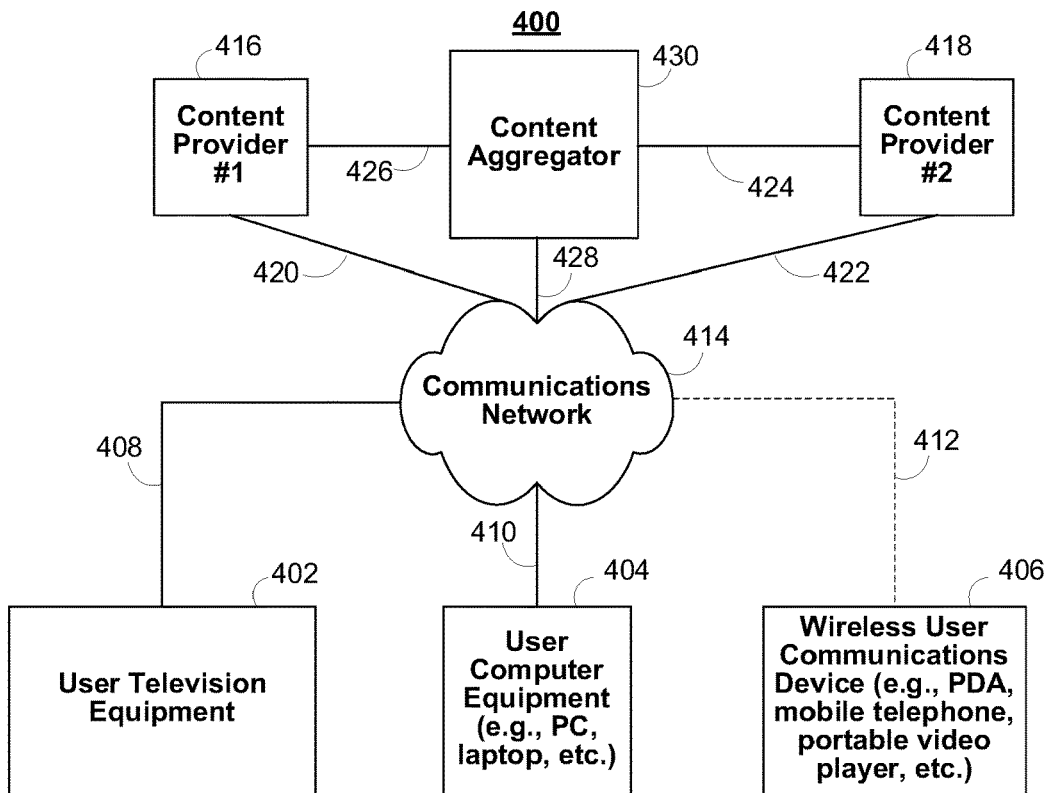 400
416
430
418
Content
Provider
#1
Content
Aggregator
Content
Provider
#2
426
424
420
428
422
414
Communications
Network
408
412
410
402
404
406
User Television
Equipment
User
Computer
Equipment
(e.g., PC,
laptop, etc.)
Wireless User
Communications
Device (e.g., PDA,
mobile telephone,
portable video
player, etc.)